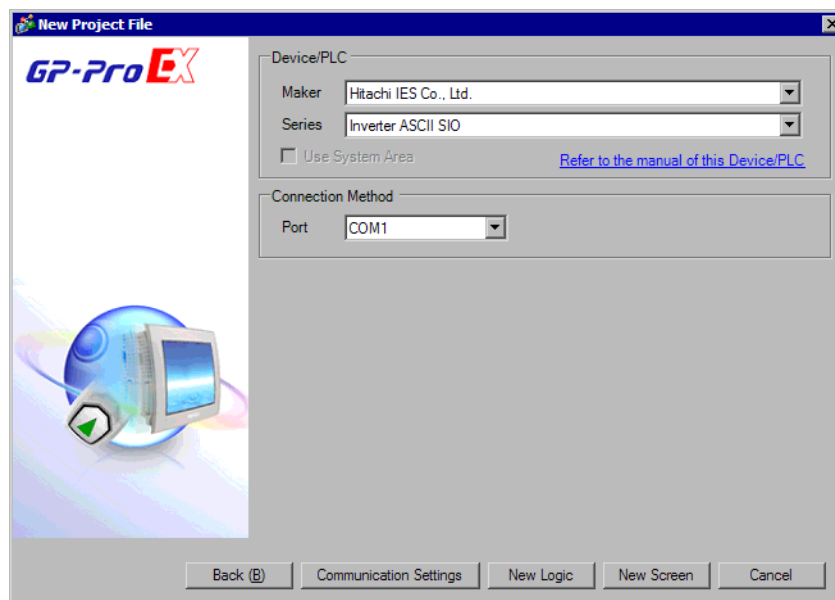 New Project File
GP-Pro EX
Device/PLC
Maker Hitachi IES Co., Ltd.
Series Inverter ASCII SIO
Use System Area Refer to the manual of this Device/PLC
Connection Method
Port COM1
Back (B) Communication Settings New Logic New Screen Cancel